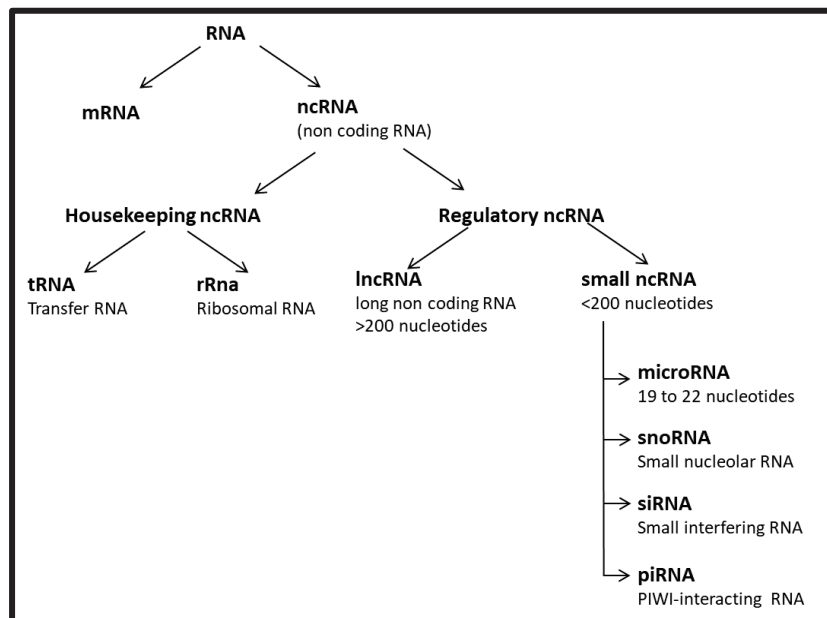 RNA
mRNA
ncRNA
(non coding RNA)
Housekeeping ncRNA
Regulatory ncRNA
tRNA
Transfer RNA
rRna
Ribosomal RNA
lncRNA
long non coding RNA
>200 nucleotides
small ncRNA
<200 nucleotides
microRNA
19 to 22 nucleotides
snoRNA
Small nucleolar RNA
siRNA
Small interfering RNA
piRNA
PIWI-interacting RNA